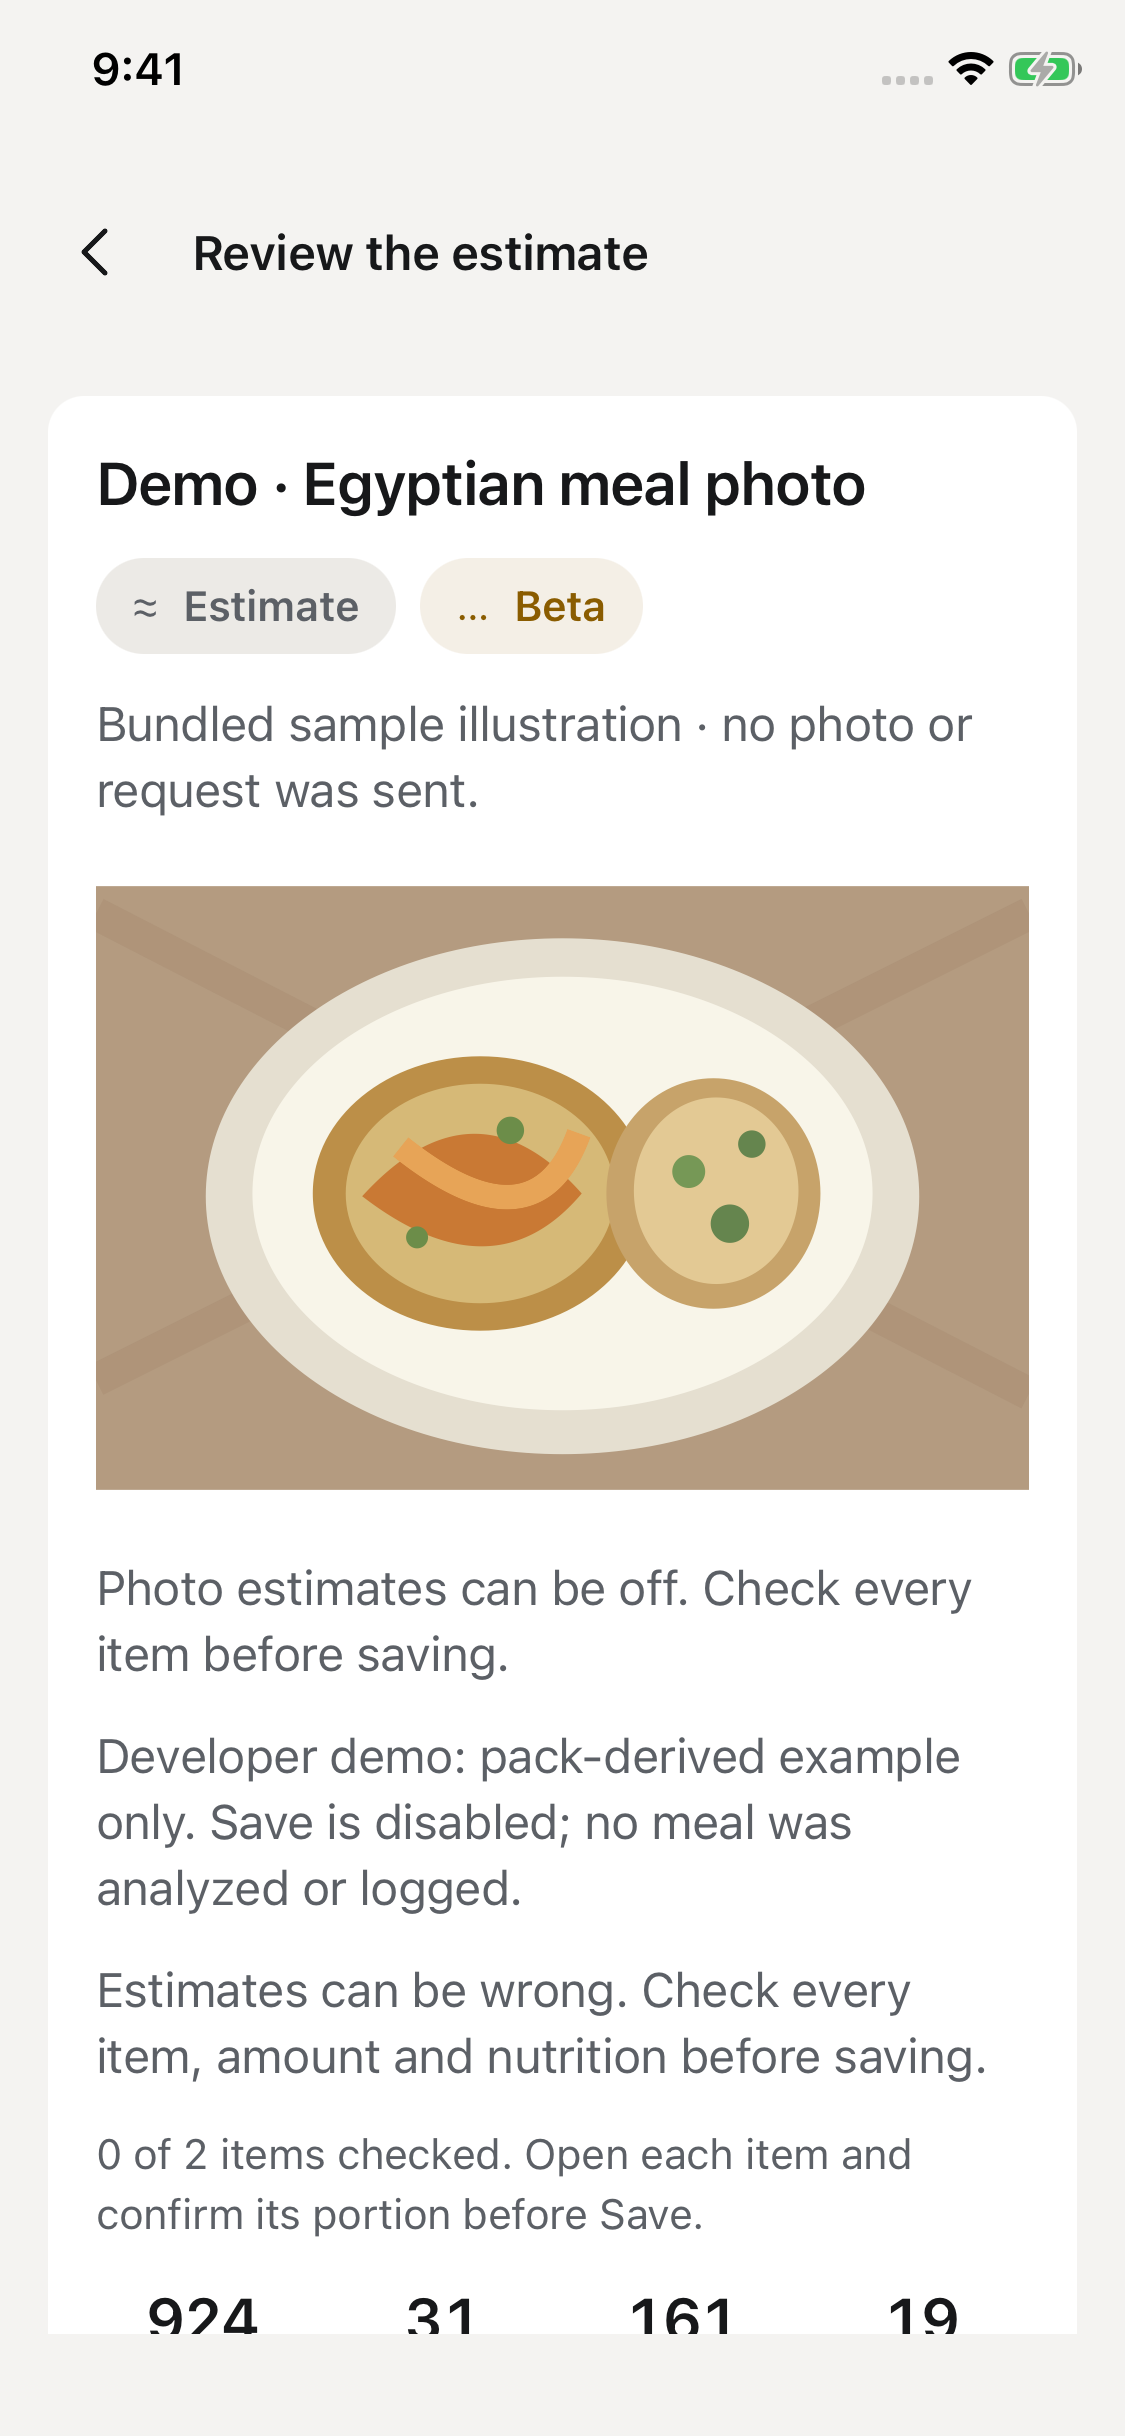 9:41
Review the estimate
Demo · Egyptian meal photo
≈ Estimate
... Beta
Bundled sample illustration · no photo or
request was sent.
Photo estimates can be off. Check every
item before saving.
Developer demo: pack-derived example
only. Save is disabled; no meal was
analyzed or logged.
Estimates can be wrong. Check every
item, amount and nutrition before saving.
0 of 2 items checked. Open each item and
confirm its portion before Save.
924 31 161 19